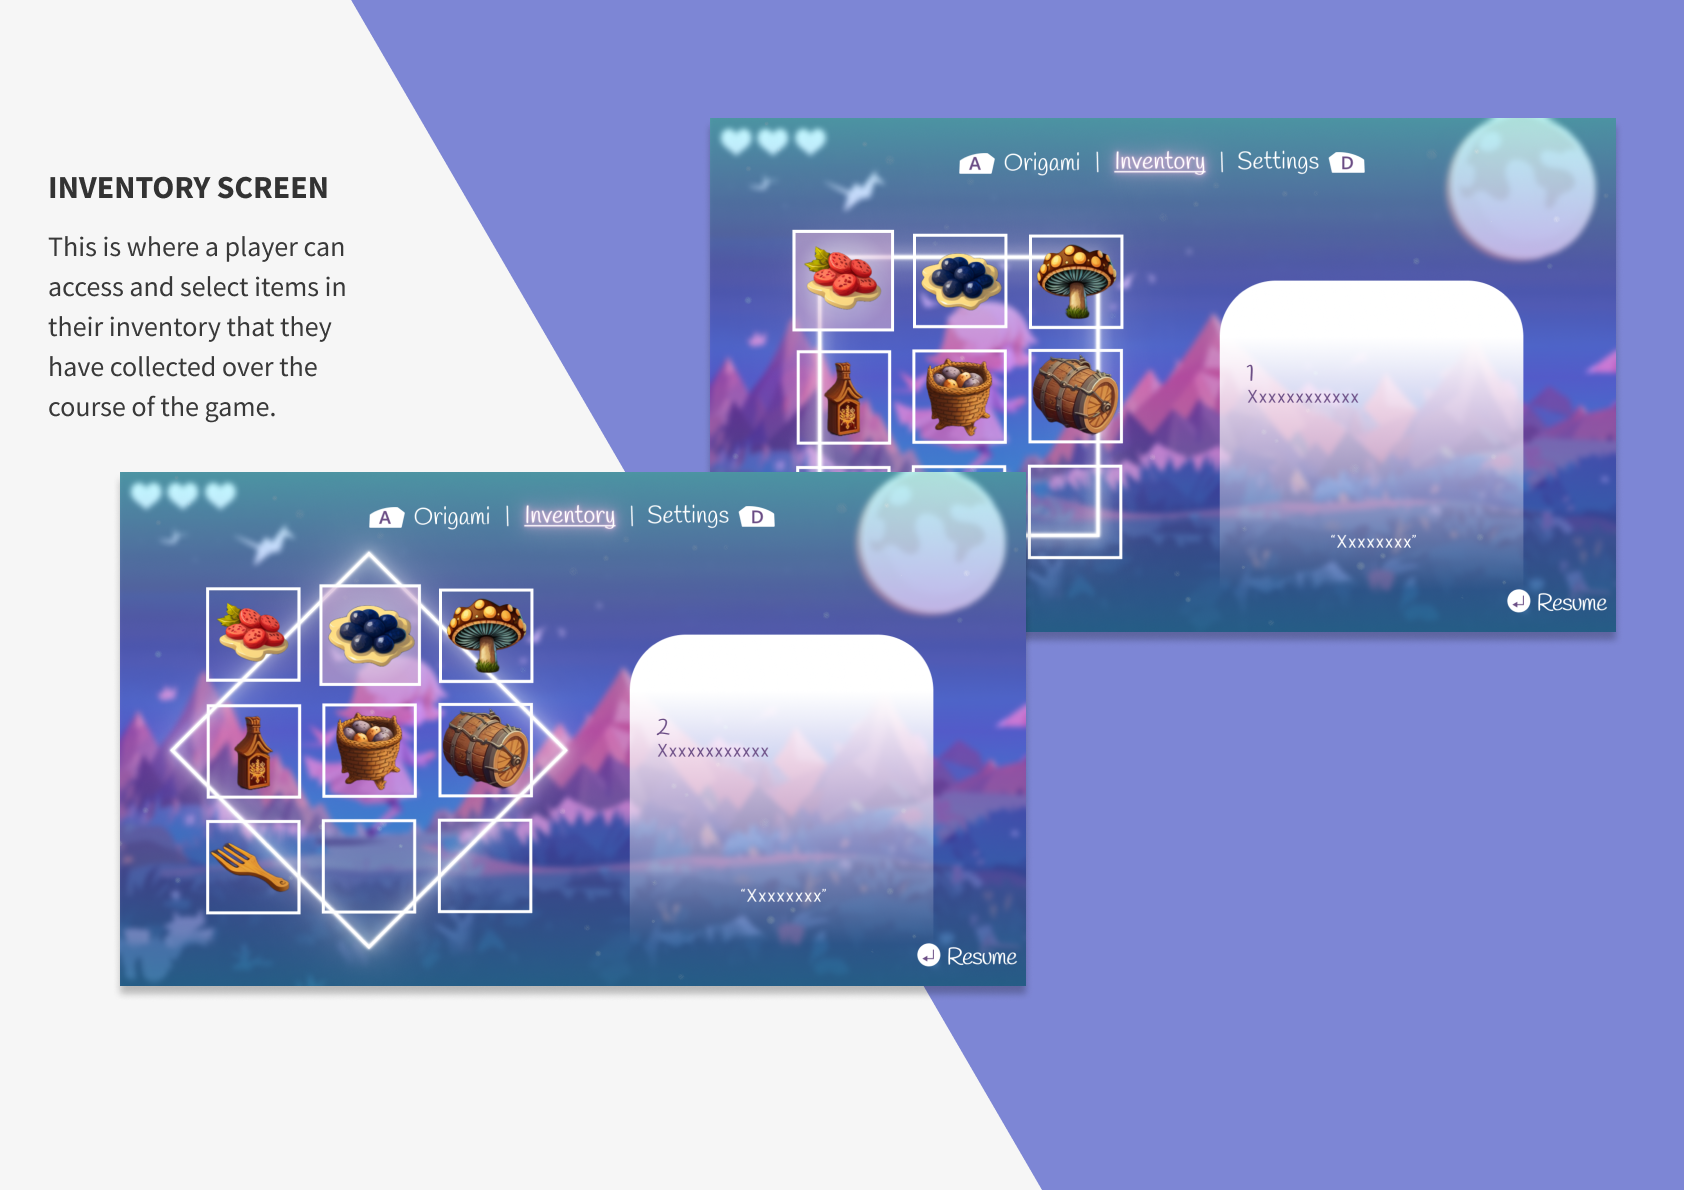 INVENTORY SCREEN
This is where a player can
access and select items in
their inventory that they
have collected over the
course of the game.
A Origami | Inventory | Settings D
1
Xxxxxxxxxxxx
“Xxxxxxxx”
Resume
A Origami | Inventory | Settings D
2
Xxxxxxxxxxxx
“Xxxxxxxx”
Resume